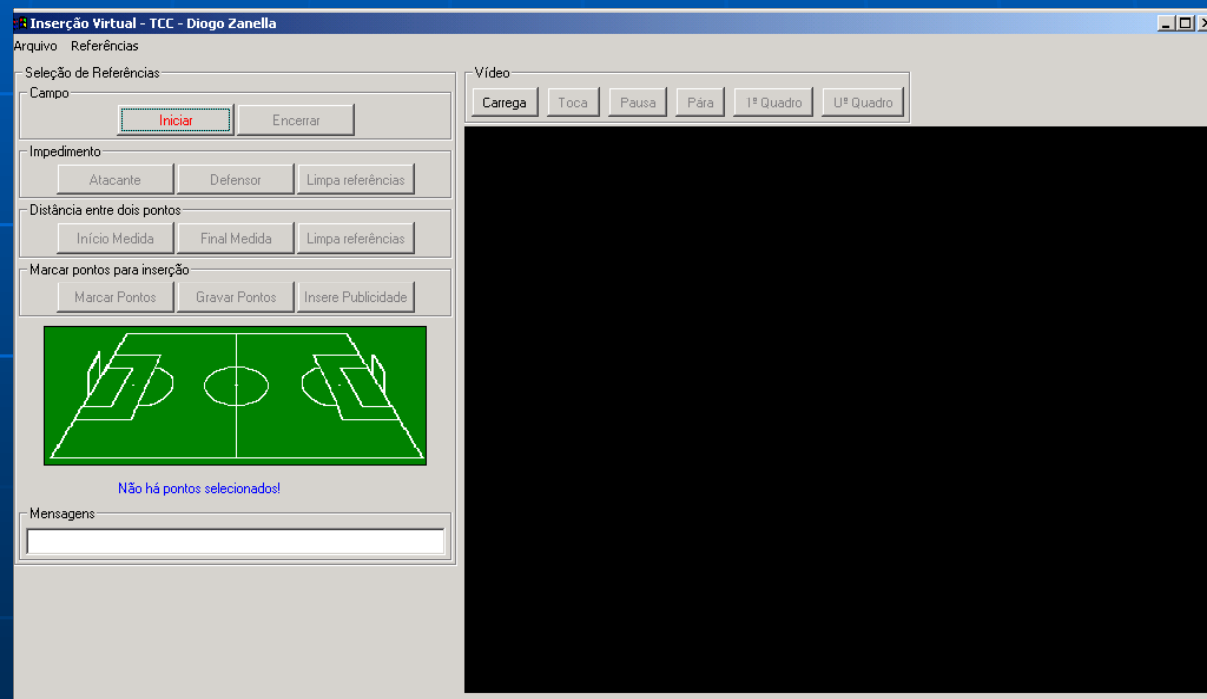 Inserção Virtual - TCC - Diogo Zanella
Arquivo Referências
Seleção de Referências
Campo
Iniciar Encerrar
Impedimento
Atacante Defensor Limpa referências
Distância entre dois pontos
Início Medida Final Medida Limpa referências
Marcar pontos para inserção
Marcar Pontos Gravar Pontos Insere Publicidade
Não há pontos selecionados!
Mensagens
Vídeo
Carrega Toca Pausa Pára 1º Quadro Uº Quadro